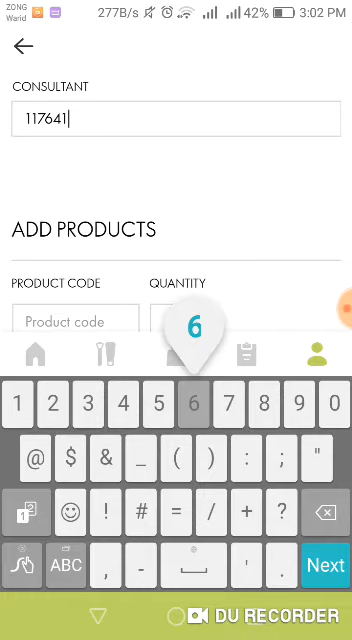 ZONG
Warid
277B/s 42% 3:02 PM
CONSULTANT
117641
ADD PRODUCTS
PRODUCT CODE QUANTITY
Product code
6
1 2 3 4 5 6 7 8 9 0
@ $ & _ ( ) : ; "
12 ! # = / + ?
ABC , - ' . Next
DU RECORDER